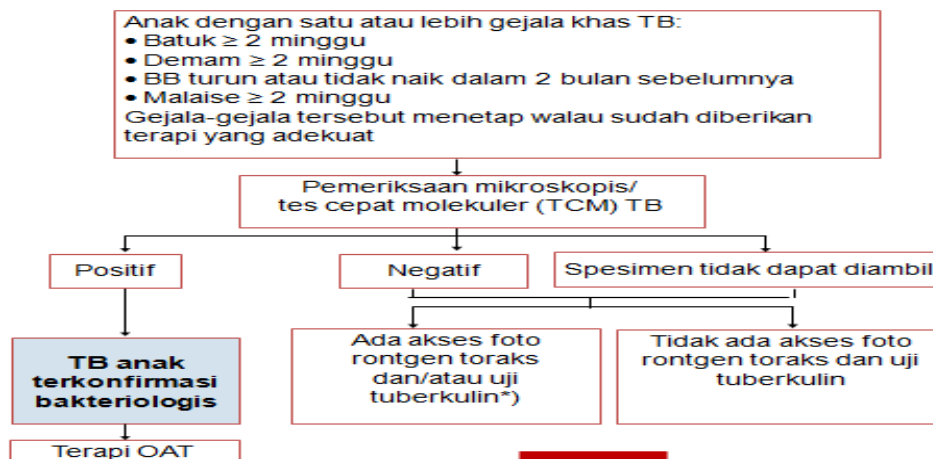 Anak dengan satu atau lebih gejala khas TB:
• Batuk ≥ 2 minggu
• Demam ≥ 2 minggu
• BB turun atau tidak naik dalam 2 bulan sebelumnya
• Malaise ≥ 2 minggu
Gejala-gejala tersebut menetap walau sudah diberikan
terapi yang adekuat
Pemeriksaan mikroskopis/
tes cepat molekuler (TCM) TB
Positif
Negatif
Spesimen tidak dapat diambil
TB anak
terkonfirmasi
bakteriologis
Ada akses foto
rontgen toraks
dan/atau uji
tuberkulin*)
Tidak ada akses foto
rontgen toraks dan uji
tuberkulin
Terapi OAT